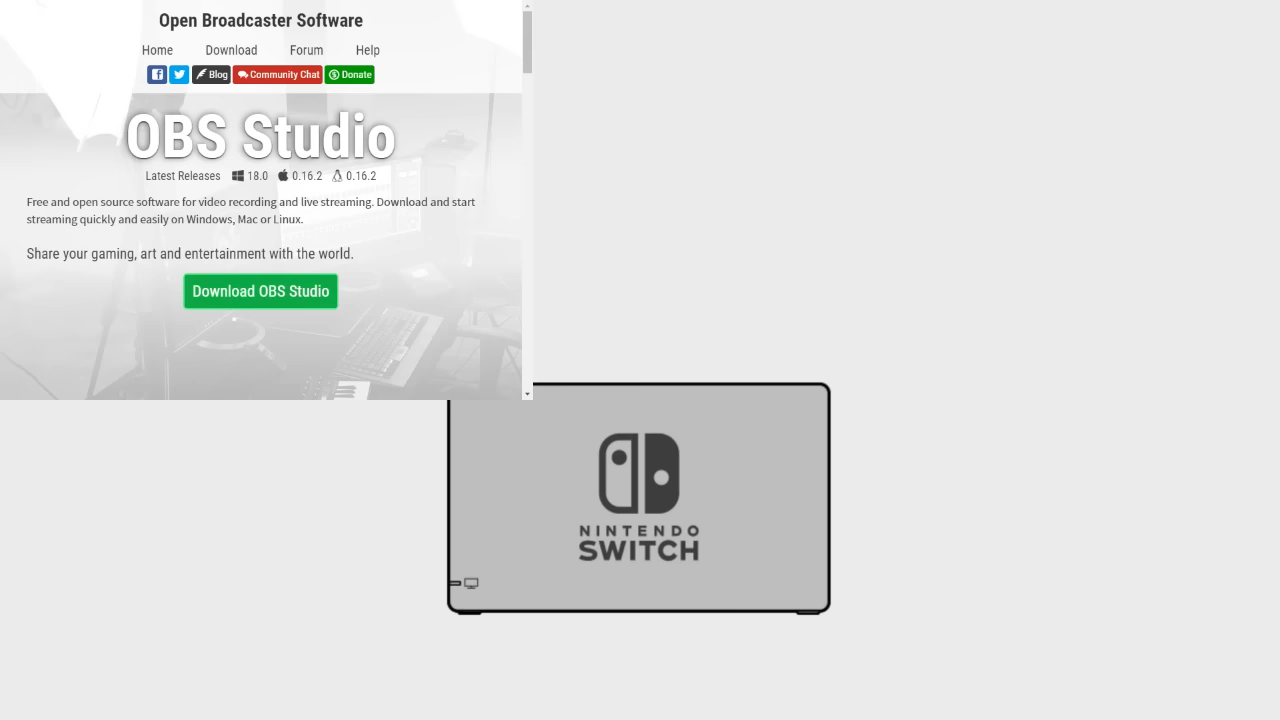 Open Broadcaster Software
Home Download Forum Help
Blog Community Chat Donate
OBS Studio
Latest Releases 18.0 0.16.2 0.16.2
Free and open source software for video recording and live streaming. Download and start
streaming quickly and easily on Windows, Mac or Linux.
Share your gaming, art and entertainment with the world.
Download OBS Studio
NINTENDO
SWITCH